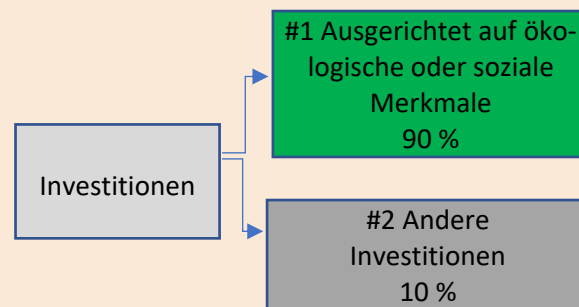 #1 Ausgerichtet auf öko-
logische oder soziale
Merkmale
90 %
Investitionen
#2 Andere
Investitionen
10 %